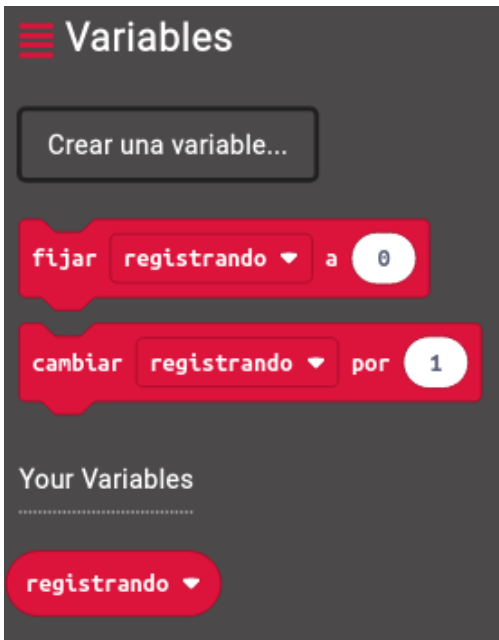 Variables
Crear una variable...
fijar registrando a 0
cambiar registrando por 1
Your Variables
registrando